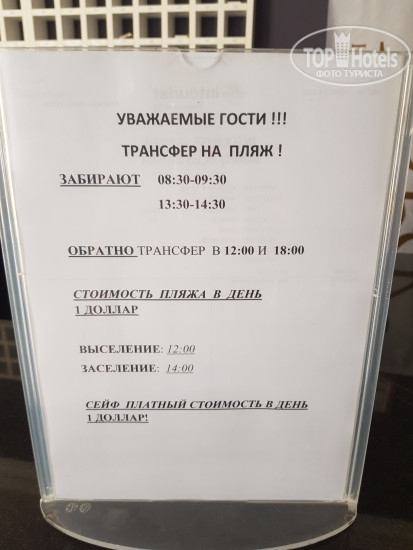 TOP Hotels
ФОТО ТУРИСТА
УВАЖАЕМЫЕ ГОСТИ !!!
ТРАНСФЕР НА ПЛЯЖ !
ЗАБИРАЮТ 08:30-09:30
13:30-14:30
ОБРАТНО ТРАНСФЕР В 12:00 И 18:00
СТОИМОСТЬ ПЛЯЖА В ДЕНЬ
1 ДОЛЛАР
ВЫСЕЛЕНИЕ: 12:00
ЗАСЕЛЕНИЕ: 14:00
СЕЙФ ПЛАТНЫЙ СТОИМОСТЬ В ДЕНЬ
1 ДОЛЛАР!